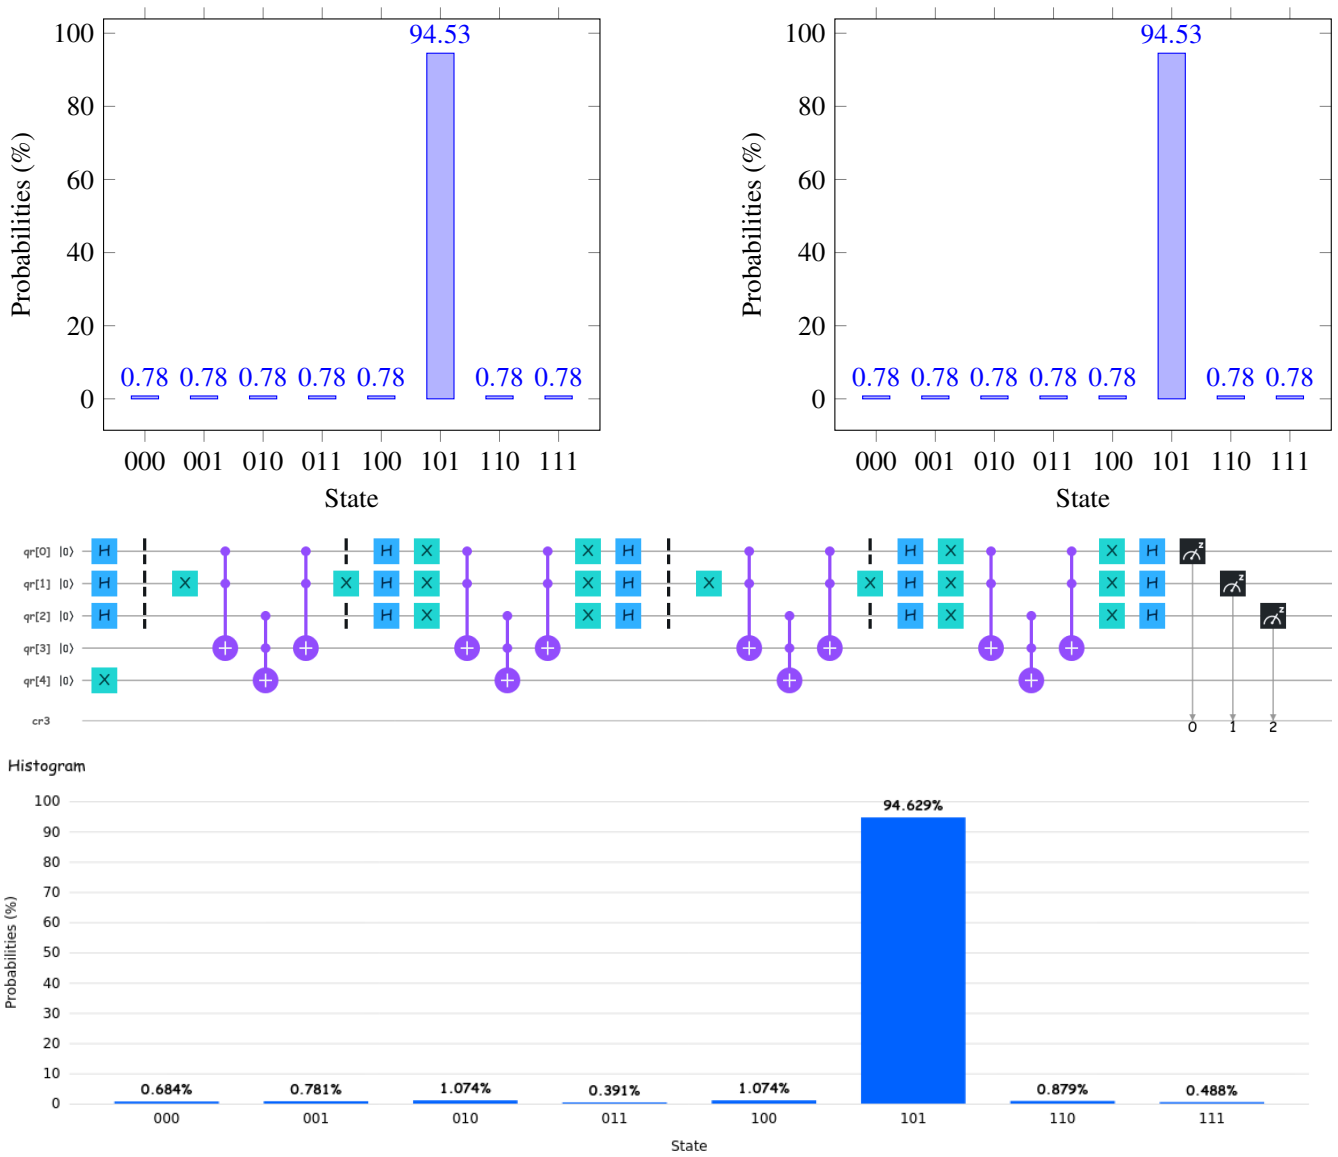 100
94.53
80
60
40
20
0
Probabilities (%)
0.78 0.78 0.78 0.78 0.78 0.78 0.78
000 001 010 011 100 101 110 111
State
100
94.53
80
60
40
20
0
Probabilities (%)
0.78 0.78 0.78 0.78 0.78 0.78 0.78
000 001 010 011 100 101 110 111
State
qr[0] |0⟩ H H X X H H X X H z
qr[1] |0⟩ H X X H X X H X X H X X H z
qr[2] |0⟩ H H X X H H X X H z
qr[3] |0⟩
qr[4] |0⟩ X
cr3
0 1 2
Histogram
100
90
80
70
60
50
40
30
20
10
0
Probabilities (%)
94.629%
0.684% 0.781% 1.074% 0.391% 1.074% 0.879% 0.488%
000 001 010 011 100 101 110 111
State